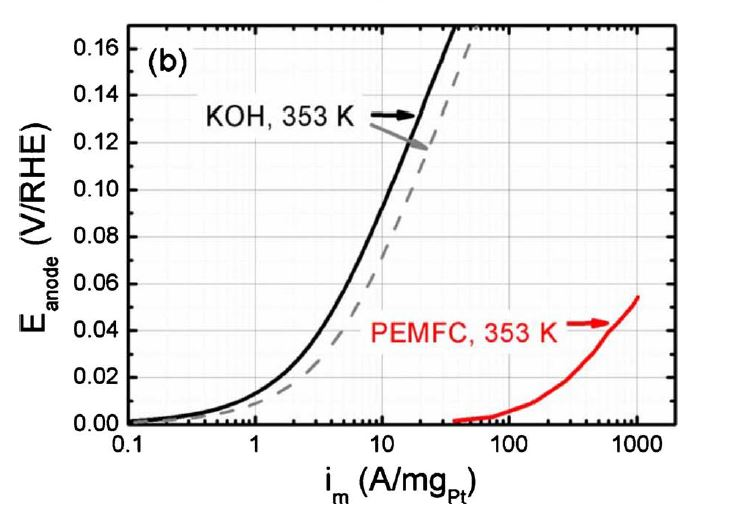 (b)
0.16
0.14
0.12
0.10
0.08
0.06
0.04
0.02
0.00
E_anode (V/RHE)
KOH, 353 K
PEMFC, 353 K
0.1 1 10 100 1000
i_m (A/mg_Pt)